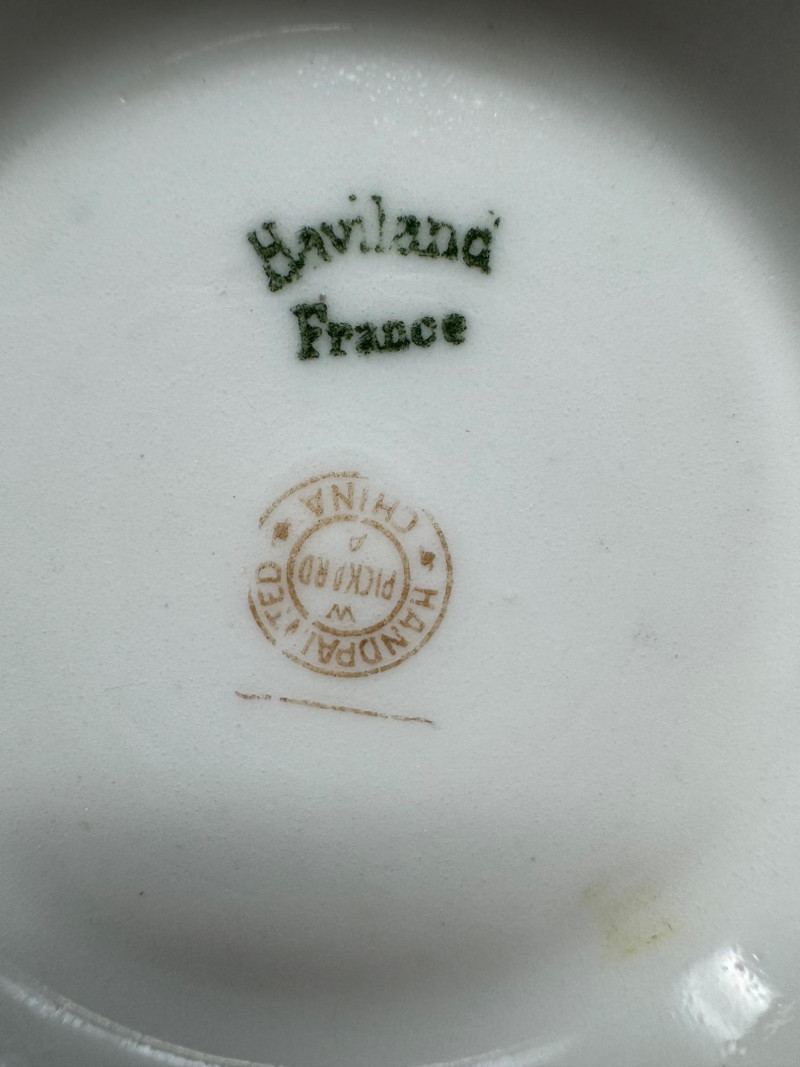 Haviland
France
HANDPAINTED
CHINA
W
PICKARD
A